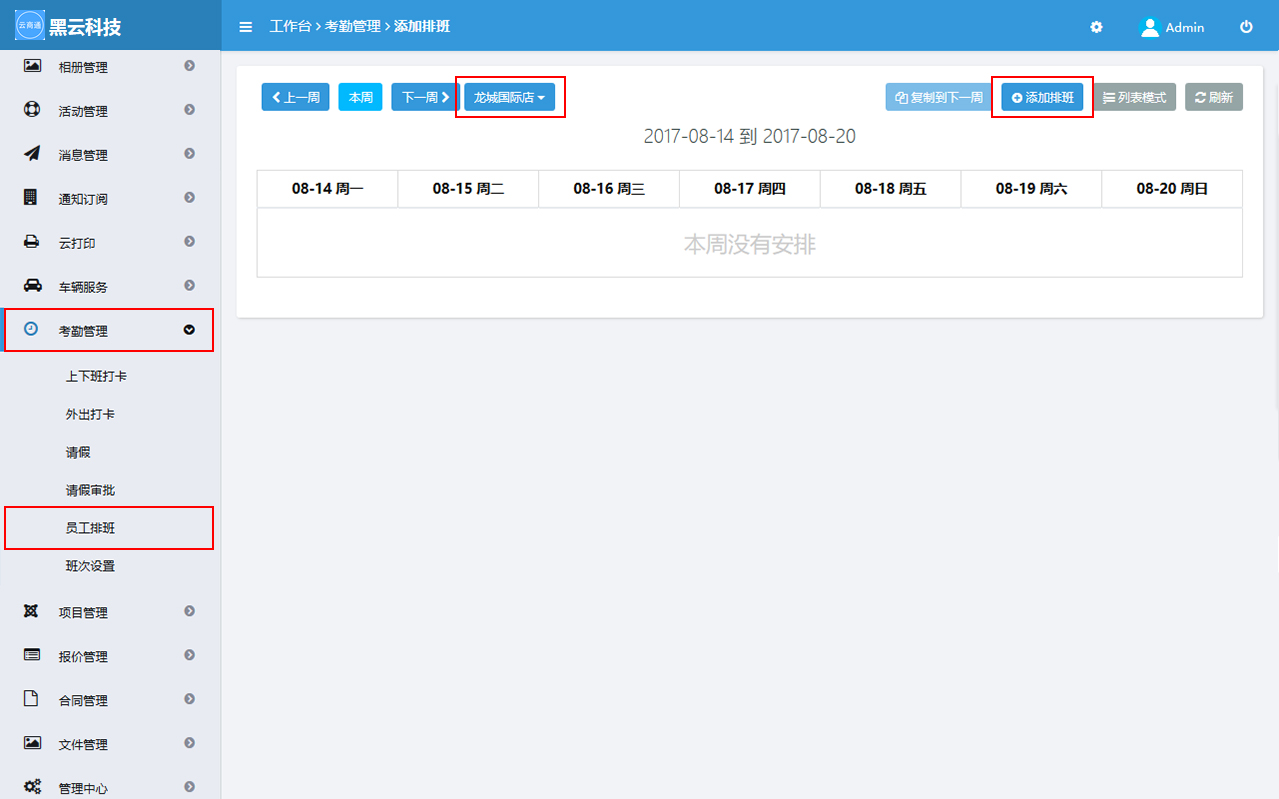 云商通 黑云科技
工作台 > 考勤管理 > 添加排班
Admin
相册管理
活动管理
消息管理
通知订阅
云打印
车辆服务
考勤管理
上下班打卡
外出打卡
请假
请假审批
员工排班
班次设置
项目管理
报价管理
合同管理
文件管理
管理中心
上一周 本周 下一周 龙城国际店 复制到下一周 添加排班 列表模式 刷新
2017-08-14 到 2017-08-20
08-14 周一 08-15 周二 08-16 周三 08-17 周四 08-18 周五 08-19 周六 08-20 周日
本周没有安排